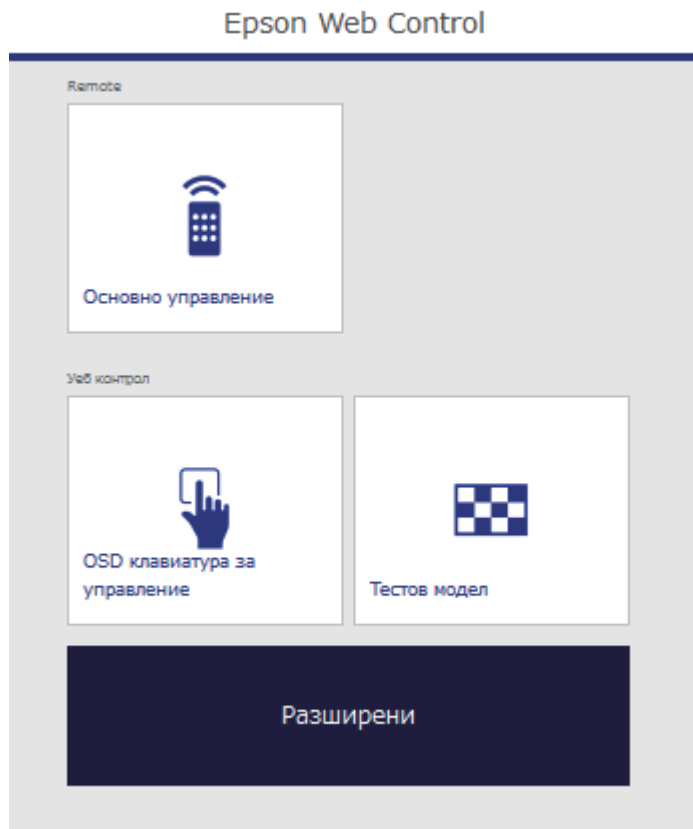 Epson Web Control
Remote
Основно управление
Уеб контрол
OSD клавиатура за
управление
Тестов модел
Разширени